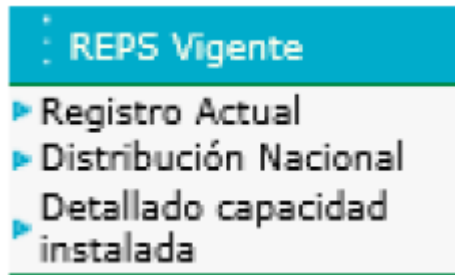 REPS Vigente
Registro Actual
Distribución Nacional
Detallado capacidad
instalada